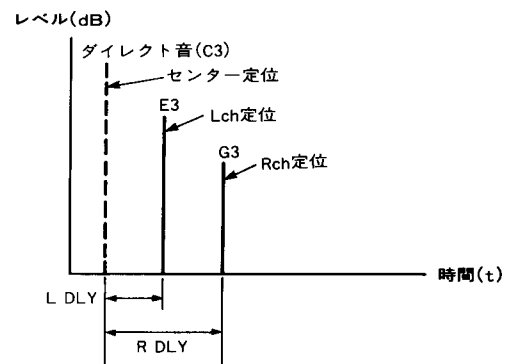 レベル(dB)
ダイレクト音(C3)
センター定位
E3
Lch定位
G3
Rch定位
時間(t)
L DLY
R DLY